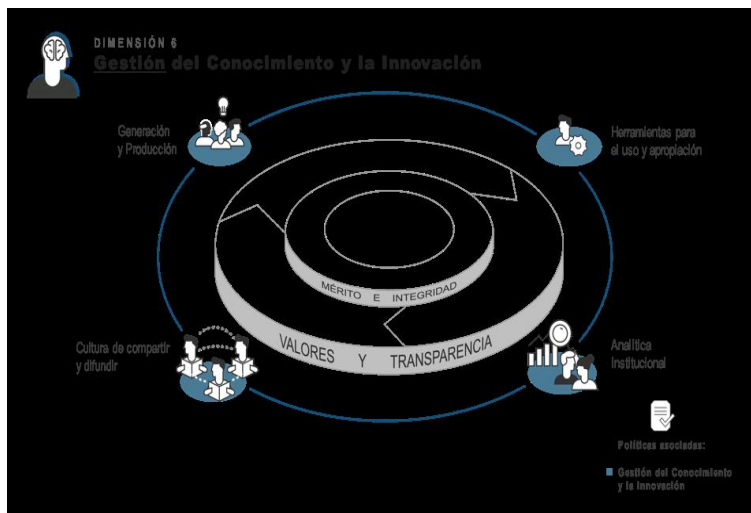 DIMENSIÓN 6
Gestión del Conocimiento y la Innovación
Generación
y Producción
Herramientas para
el uso y apropiación
MÉRITO E INTEGRIDAD
VALORES Y TRANSPARENCIA
Cultura de compartir
y difundir
Analítica
Institucional
Políticas asociadas:
Gestión del Conocimiento
y la Innovación